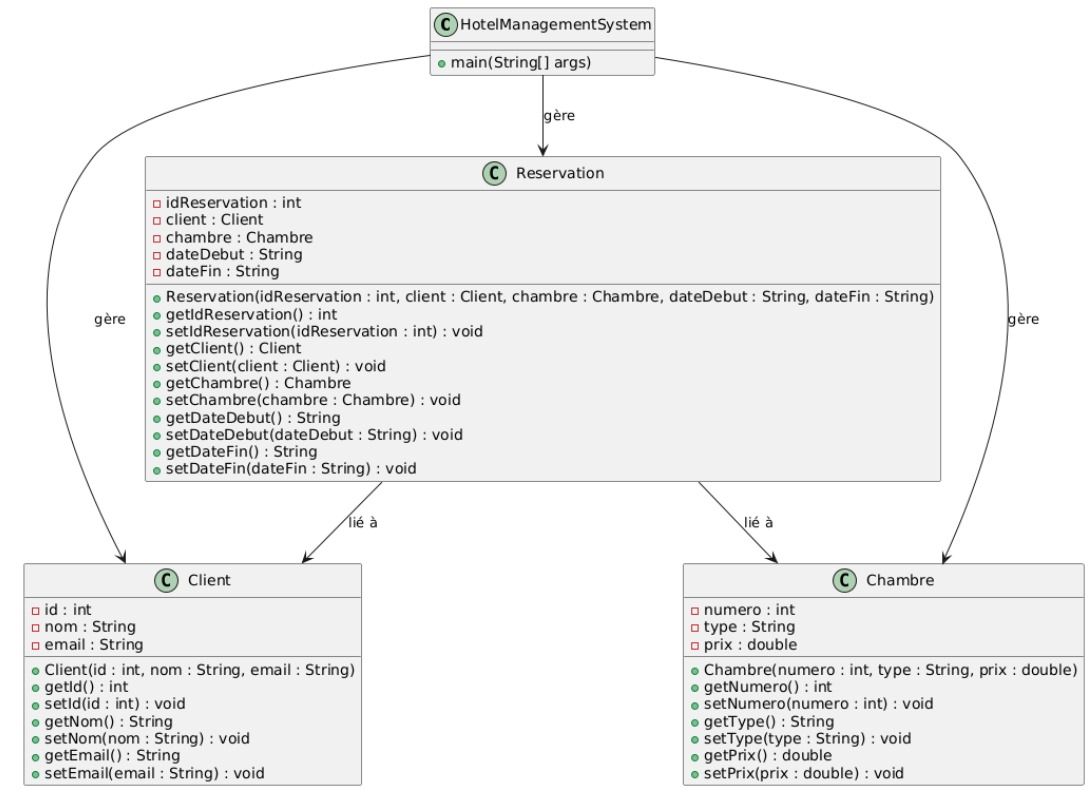 C HotelManagementSystem
main(String[] args)
gère
C Reservation
idReservation : int
client : Client
chambre : Chambre
dateDebut : String
dateFin : String
Reservation(idReservation : int, client : Client, chambre : Chambre, dateDebut : String, dateFin : String)
getIdReservation() : int
setIdReservation(idReservation : int) : void
getClient() : Client
setClient(client : Client) : void
getChambre() : Chambre
setChambre(chambre : Chambre) : void
getDateDebut() : String
setDateDebut(dateDebut : String) : void
getDateFin() : String
setDateFin(dateFin : String) : void
gère
gère
lié à
lié à
C Client
id : int
nom : String
email : String
Client(id : int, nom : String, email : String)
getId() : int
setId(id : int) : void
getNom() : String
setNom(nom : String) : void
getEmail() : String
setEmail(email : String) : void
C Chambre
numero : int
type : String
prix : double
Chambre(numero : int, type : String, prix : double)
getNumero() : int
setNumero(numero : int) : void
getType() : String
setType(type : String) : void
getPrix() : double
setPrix(prix : double) : void